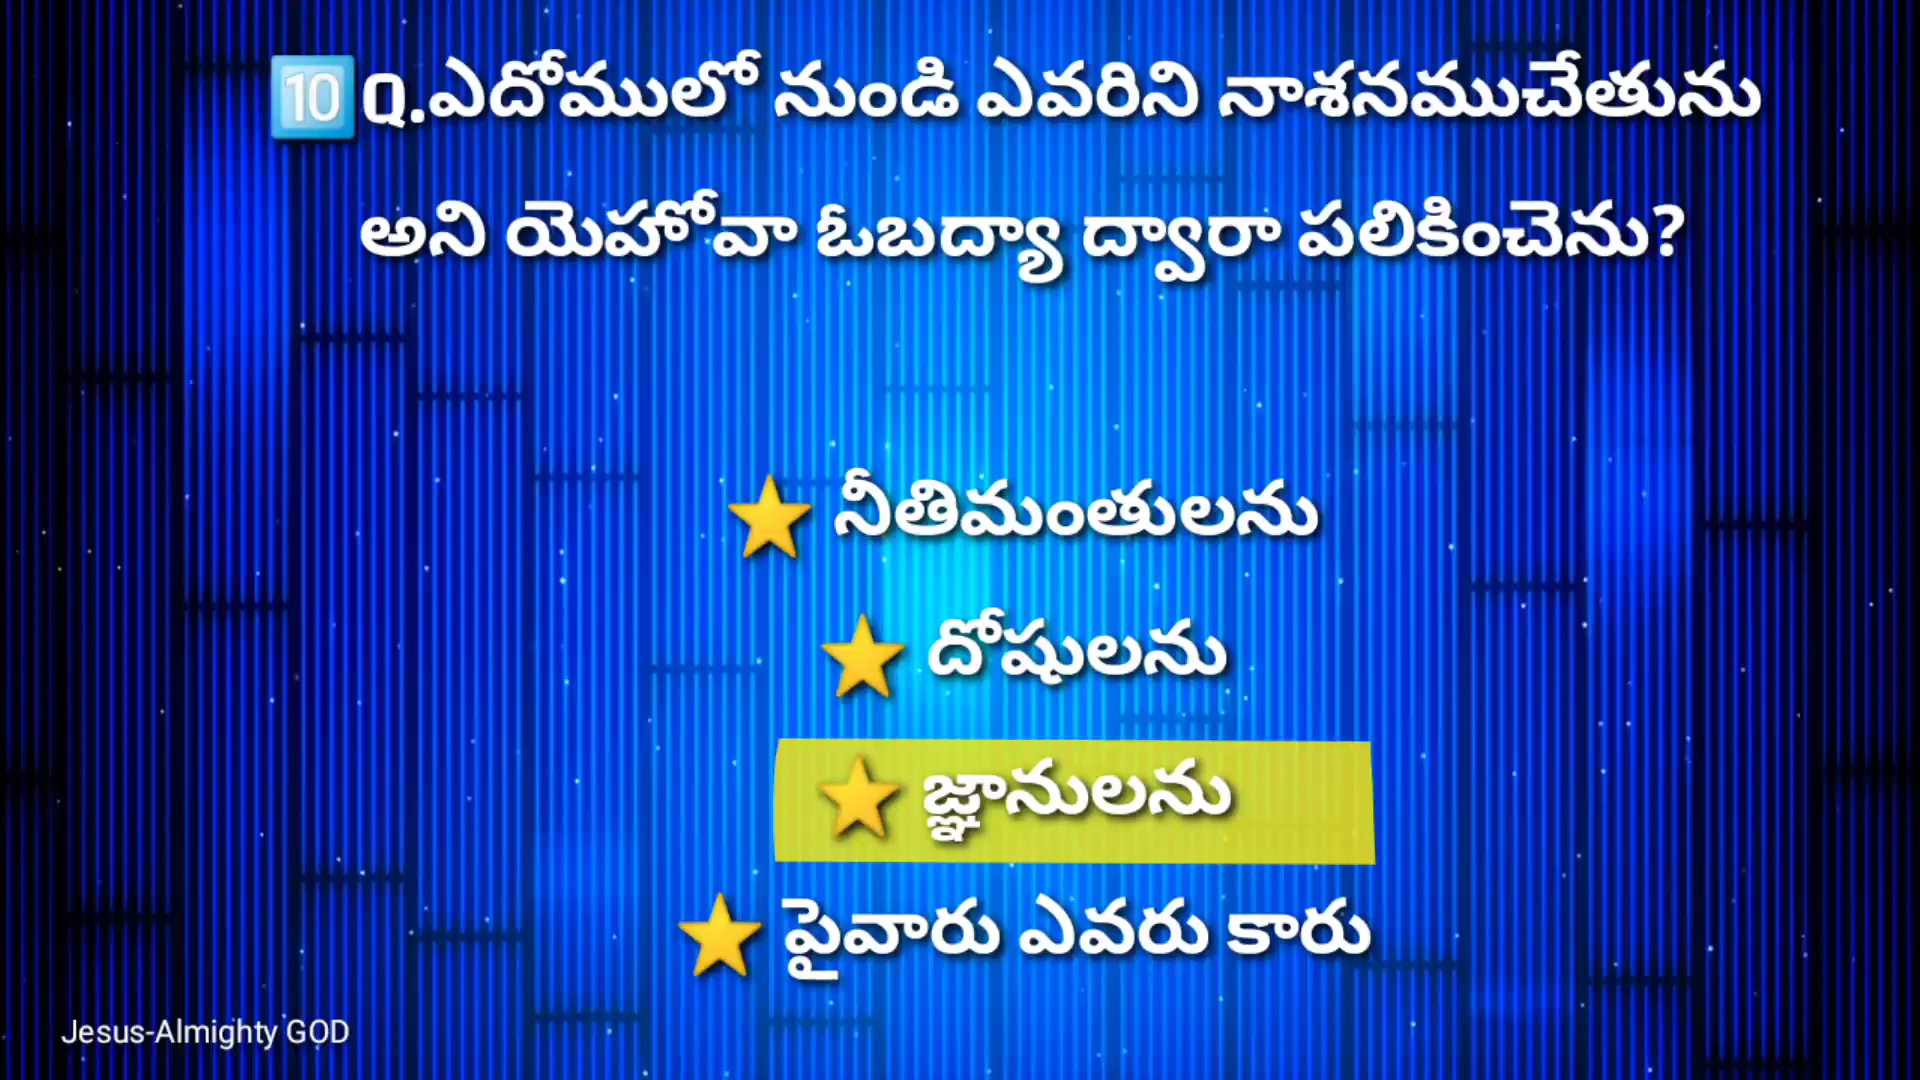 🔟Q.ఎదోములో నుండి ఎవరిని నాశనముచేతును
అని యెహోవా ఓబద్యా ద్వారా పలికించెను?
⭐ నీతిమంతులను
⭐ దోషులను
⭐ జ్ఞానులను
⭐ పైవారు ఎవరు కారు
Jesus-Almighty GOD